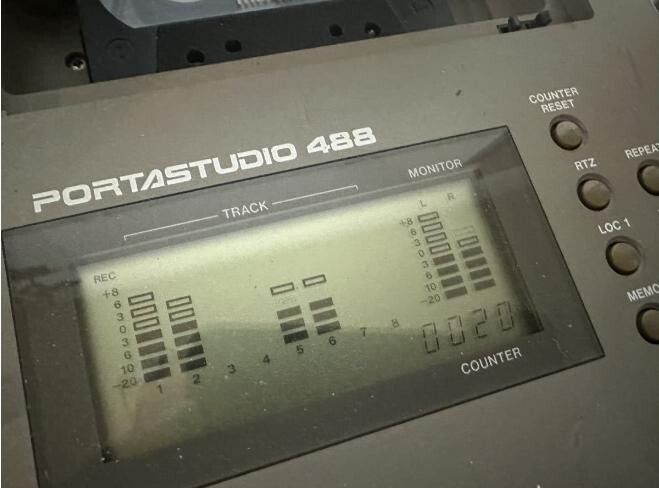 COUNTER
RESET
PORTASTUDIO 488
RTZ
REPEAT
MONITOR
TRACK
L R
LOC 1
REC
+8
6
3
0
3
6
10
-20
+8
6
3
0
3
6
10
-20
1 2 3 4 5 6 7 8
0020
COUNTER
MEMO